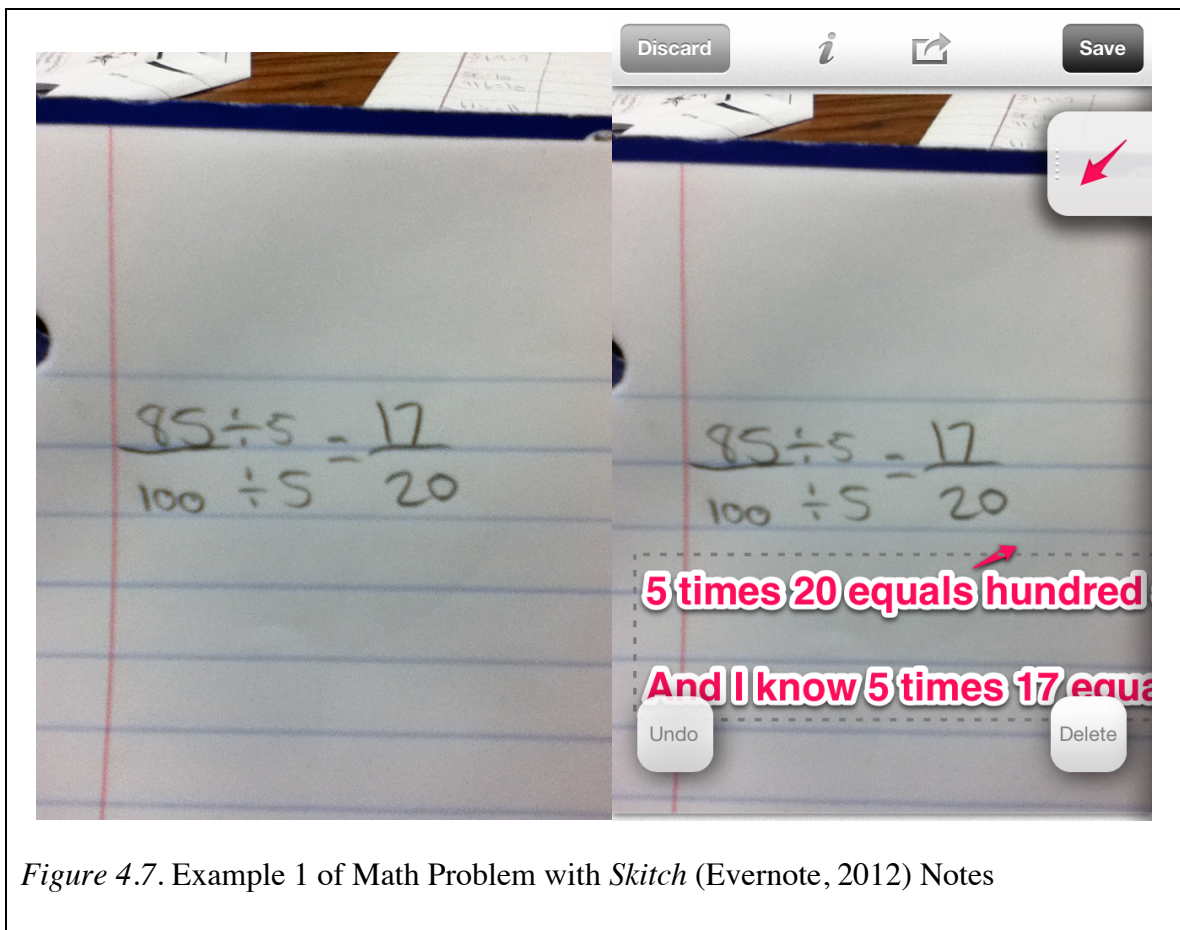 Discard i Save
85÷5 = 17
100 ÷5 20
85÷5 = 17
100 ÷5 20
5 times 20 equals hundred
And I know 5 times 17 equa
Undo Delete
Figure 4.7. Example 1 of Math Problem with Skitch (Evernote, 2012) Notes